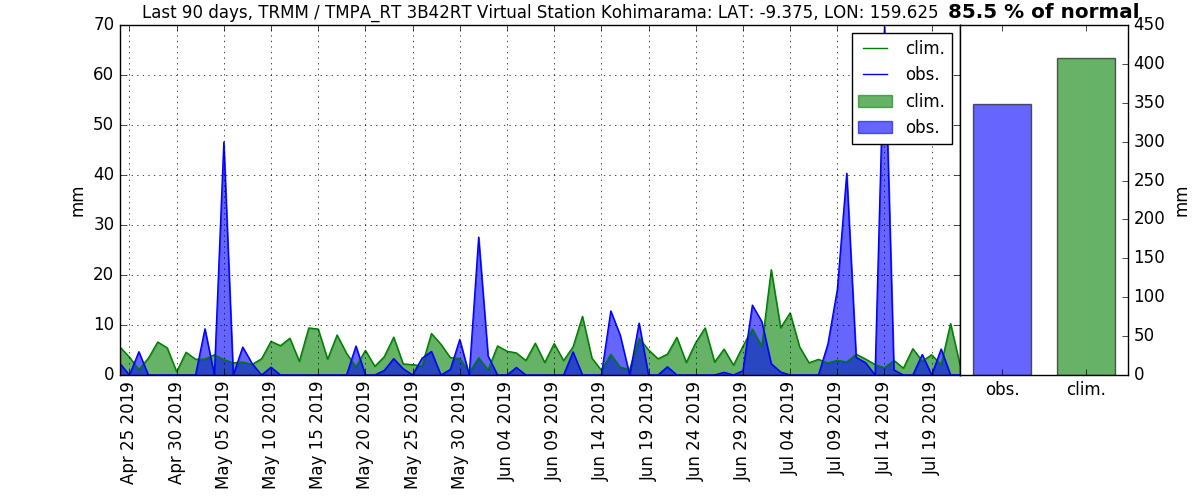 Last 90 days, TRMM / TMPA_RT 3B42RT Virtual Station Kohimarama: LAT: -9.375, LON: 159.625 85.5 % of normal
70
60
50
40
30
20
10
0
mm
clim.
obs.
clim.
obs.
450
400
350
300
250
200
150
100
50
0
mm
obs.
clim.
Apr 25 2019
Apr 30 2019
May 05 2019
May 10 2019
May 15 2019
May 20 2019
May 25 2019
May 30 2019
Jun 04 2019
Jun 09 2019
Jun 14 2019
Jun 19 2019
Jun 24 2019
Jun 29 2019
Jul 04 2019
Jul 09 2019
Jul 14 2019
Jul 19 2019